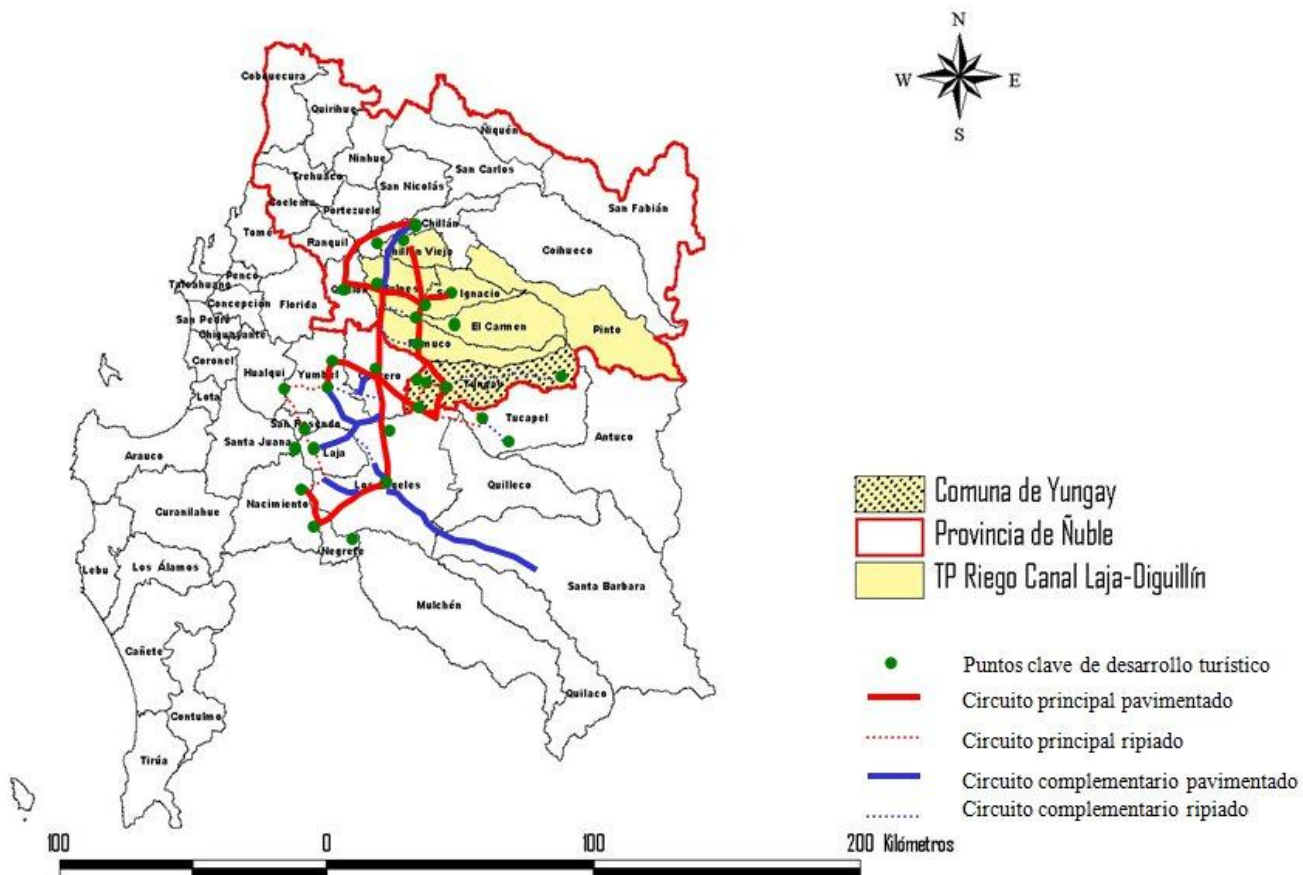 N
W E
S
Cobquecura
Quirihue
Ñiquén
Ninhue
San Carlos
Trehuaco
San Nicolás
San Fabián
Coelemu
Portezuelo
Chillán
Tomé
Ranquil
Coihueco
Chillán Viejo
Penco
Talcahuano
Ignacio
Concepción
Florida
San Pedro
El Carmen
Pinto
Chiguayante
Coronel
Hualqui
Yumbel
Yungay
Lota
Tucapel
San Rosendo
Antuco
Santa Juana
Laja
Arauco
Los Angeles
Quilleco
Nacimiento
Curanilahue
Negrete
Lebu
Los Álamos
Santa Barbara
Mulchén
Cañete
Quilaco
Contulmo
Tirúa
Comuna de Yungay
Provincia de Ñuble
TP Riego Canal Laja-Diguillín
Puntos clave de desarrollo turístico
Circuito principal pavimentado
Circuito principal ripiado
Circuito complementario pavimentado
Circuito complementario ripiado
100 0 100 200 Kilómetros